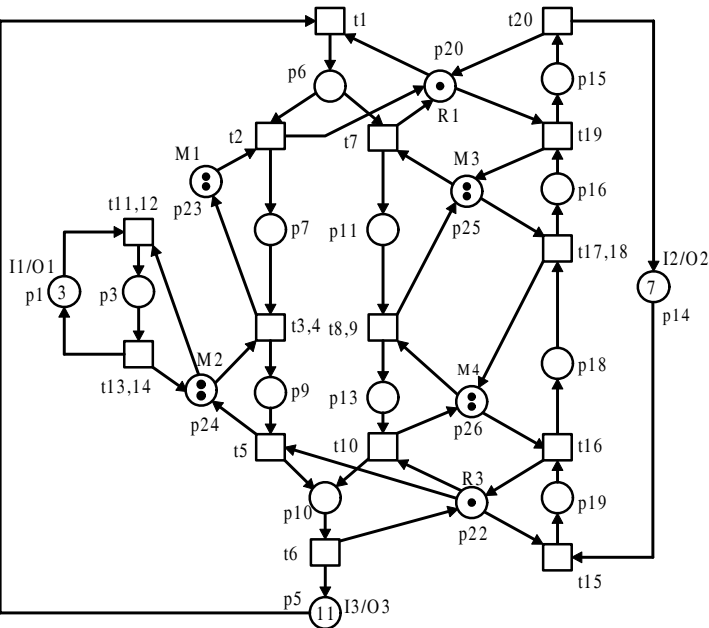 t1
t20
p20
p6
p15
R1
t2
t7
t19
M1
M3
p16
t11,12
p23
p25
p7
p11
t17,18
I1/O1
I2/O2
p1
3
p3
7
p14
t3,4
t8,9
M2
M4
p18
t13,14
p9
p13
p24
p26
t5
t10
t16
R3
p10
p19
p22
t6
t15
p5
11
I3/O3